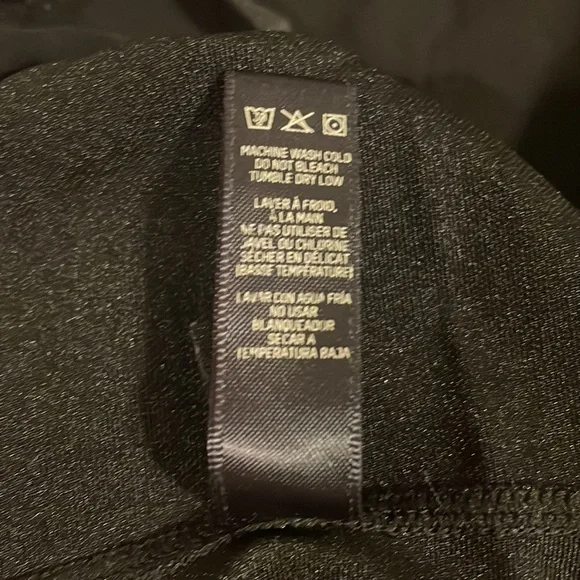 MACHINE WASH COLD
DO NOT BLEACH
TUMBLE DRY LOW
LAVER À FROID,
À LA MAIN
NE PAS UTILISER DE
JAVEL OU CHLORINE
SÉCHER EN DÉLICAT
(BASSE TEMPÉRATURE)
LAVAR CON AGUA FRÍA
NO USAR
BLANQUEADOR
SECAR A
TEMPERATURA BAJA